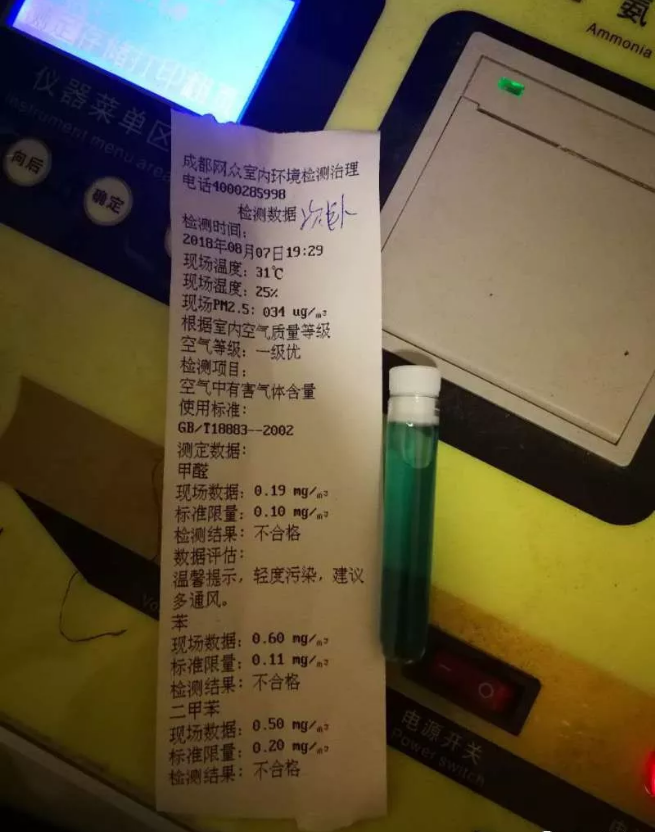 氨
Ammonia
仪器菜单区
Instrument menu area
向后
确定
成都网众室内环境检测治理
电话4000285998
检测数据
检测时间:
2018年08月07日19:29
现场温度: 31℃
现场湿度: 25%
现场PM2.5: 034 ug/m³
根据室内空气质量等级
空气等级: 一级优
检测项目:
空气中有害气体含量
使用标准:
GB/T18883--2002
测定数据:
甲醛
现场数据: 0.19 mg/m³
标准限量: 0.10 mg/m³
检测结果: 不合格
数据评估:
温馨提示, 轻度污染, 建议
多通风。
苯
现场数据: 0.60 mg/m³
标准限量: 0.11 mg/m³
检测结果: 不合格
二甲苯
现场数据: 0.50 mg/m³
标准限量: 0.20 mg/m³
检测结果: 不合格
电源开关
Power switch